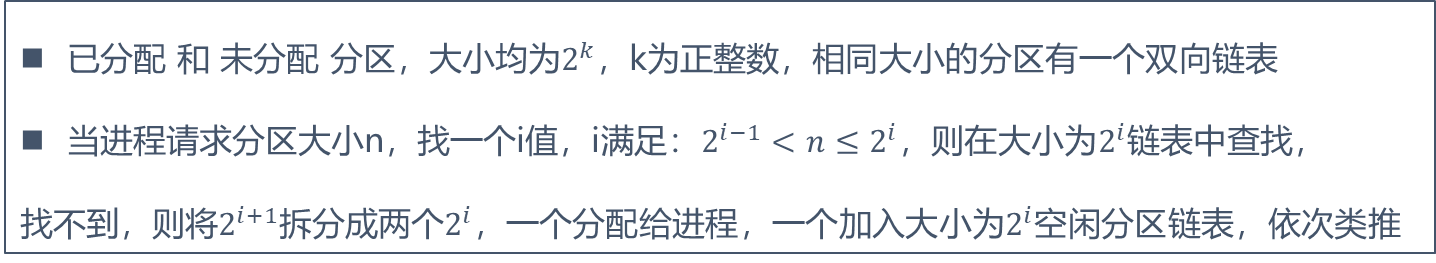 ■ 已分配 和 未分配 分区，大小均为2^k，k为正整数，相同大小的分区有一个双向链表
■ 当进程请求分区大小n，找一个i值，i满足：2^{i−1} < n ≤ 2^i，则在大小为2^i链表中查找，
找不到，则将2^{i+1}拆分成两个2^i，一个分配给进程，一个加入大小为2^i空闲分区链表，依次类推